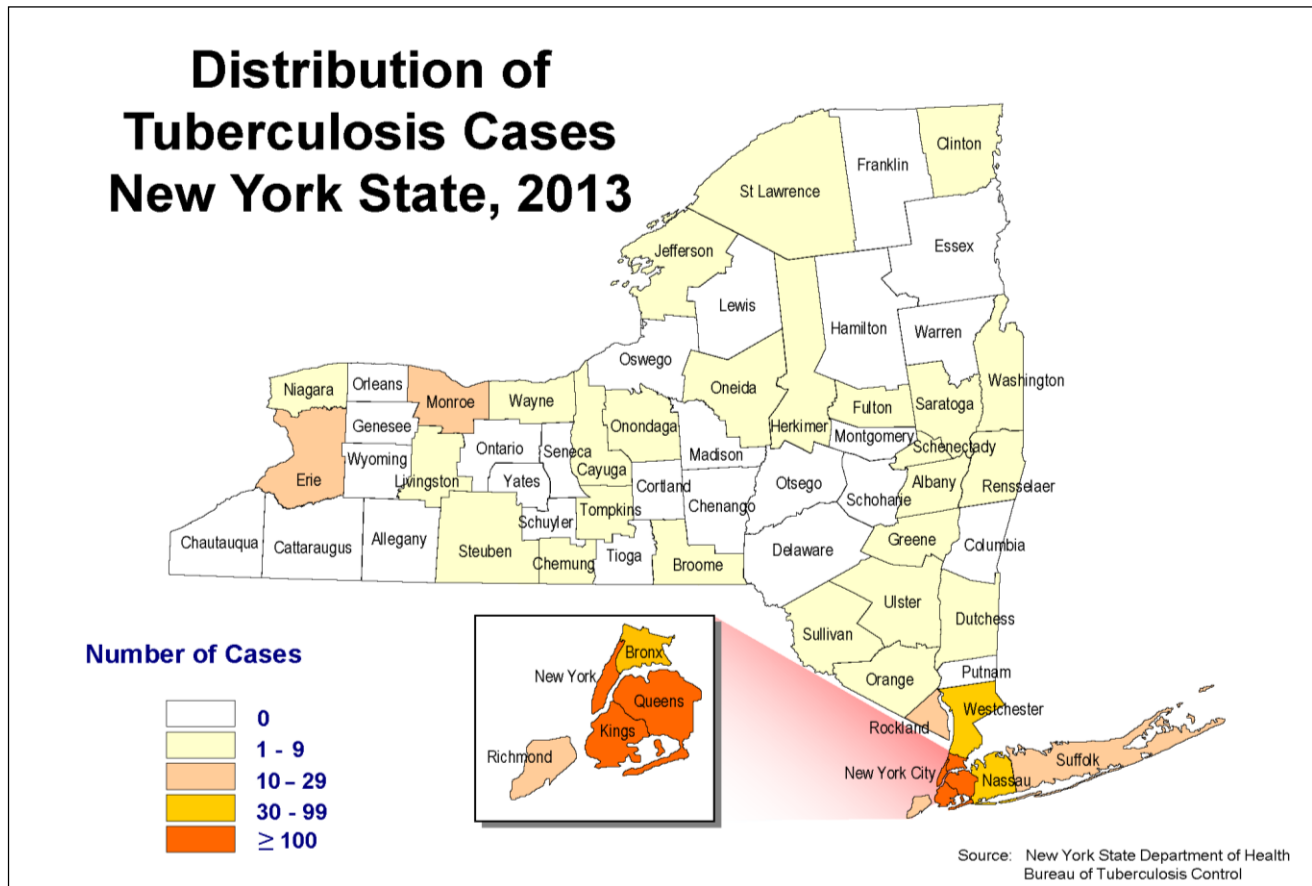 Distribution of
Tuberculosis Cases
New York State, 2013
Clinton
Franklin
St Lawrence
Essex
Jefferson
Lewis
Hamilton
Warren
Oswego
Washington
Oneida
Niagara
Orleans
Monroe
Wayne
Fulton
Saratoga
Herkimer
Onondaga
Genesee
Montgomery
Ontario
Seneca
Madison
Schenectady
Wyoming
Cayuga
Erie
Livingston
Yates
Cortland
Otsego
Albany
Rensselaer
Schoharie
Tompkins
Chenango
Schuyler
Chautauqua
Cattaraugus
Allegany
Steuben
Chemung
Tioga
Broome
Delaware
Greene
Columbia
Ulster
Dutchess
Sullivan
Putnam
Orange
Westchester
Rockland
Suffolk
New York City
Nassau
Bronx
New York
Queens
Kings
Richmond
Number of Cases
0
1 - 9
10 – 29
30 - 99
≥ 100
Source: New York State Department of Health
Bureau of Tuberculosis Control